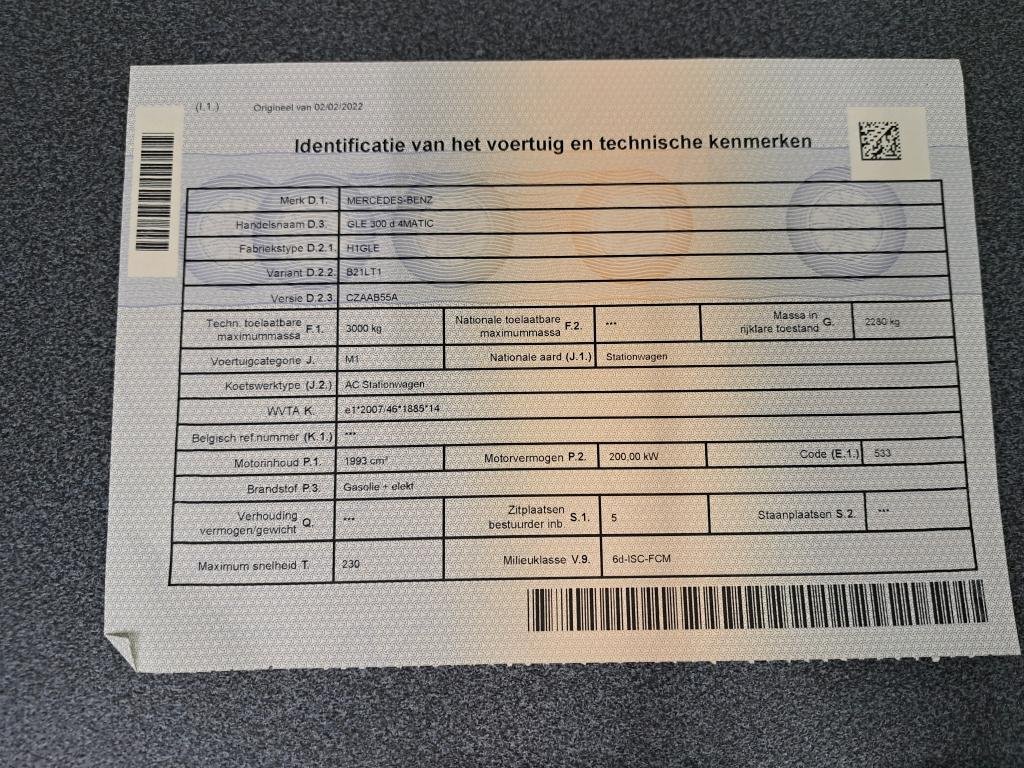 (I.1.) Origineel van 02/02/2022
Identificatie van het voertuig en technische kenmerken
Merk D.1. MERCEDES-BENZ
Handelsnaam D.3. GLE 300 d 4MATIC
Fabriekstype D.2.1. H1GLE
Variant D.2.2. B21LT1
Versie D.2.3. CZAAB55A
Techn. toelaatbare maximummassa F.1. 3000 kg Nationale toelaatbare maximummassa F.2. *** Massa in rijklare toestand G. 2280 kg
Voertuigcategorie J. M1 Nationale aard (J.1.) Stationwagen
Koetswerktype (J.2.) AC Stationwagen
WVTA K. e1*2007/46*1885*14
Belgisch ref.nummer (K.1.) ***
Motorinhoud P.1. 1993 cm³ Motorvermogen P.2. 200,00 kW Code (E.1.) 533
Brandstof P.3. Gasolie + elekt
Verhouding vermogen/gewicht Q. *** Zitplaatsen bestuurder inb. S.1. 5 Staanplaatsen S.2. ***
Maximum snelheid T. 230 Milieuklasse V.9. 6d-ISC-FCM